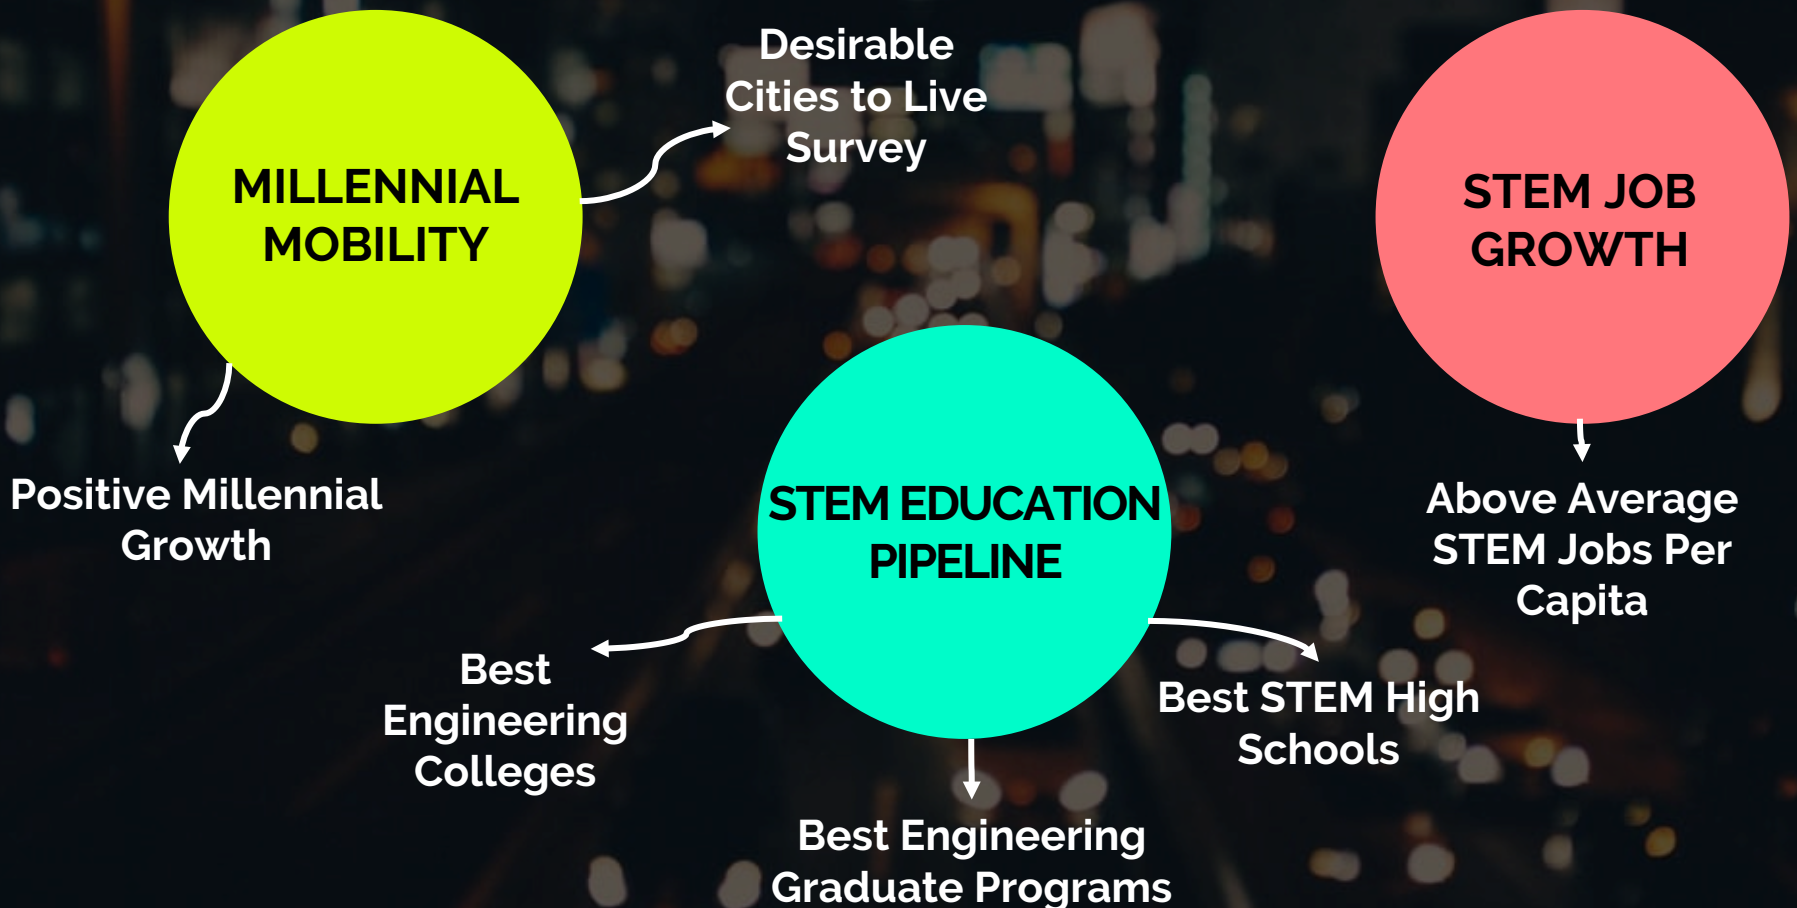 MILLENNIAL
MOBILITY
Desirable
Cities to Live
Survey
Positive Millennial
Growth
STEM EDUCATION
PIPELINE
Best
Engineering
Colleges
Best Engineering
Graduate Programs
Best STEM High
Schools
STEM JOB
GROWTH
Above Average
STEM Jobs Per
Capita